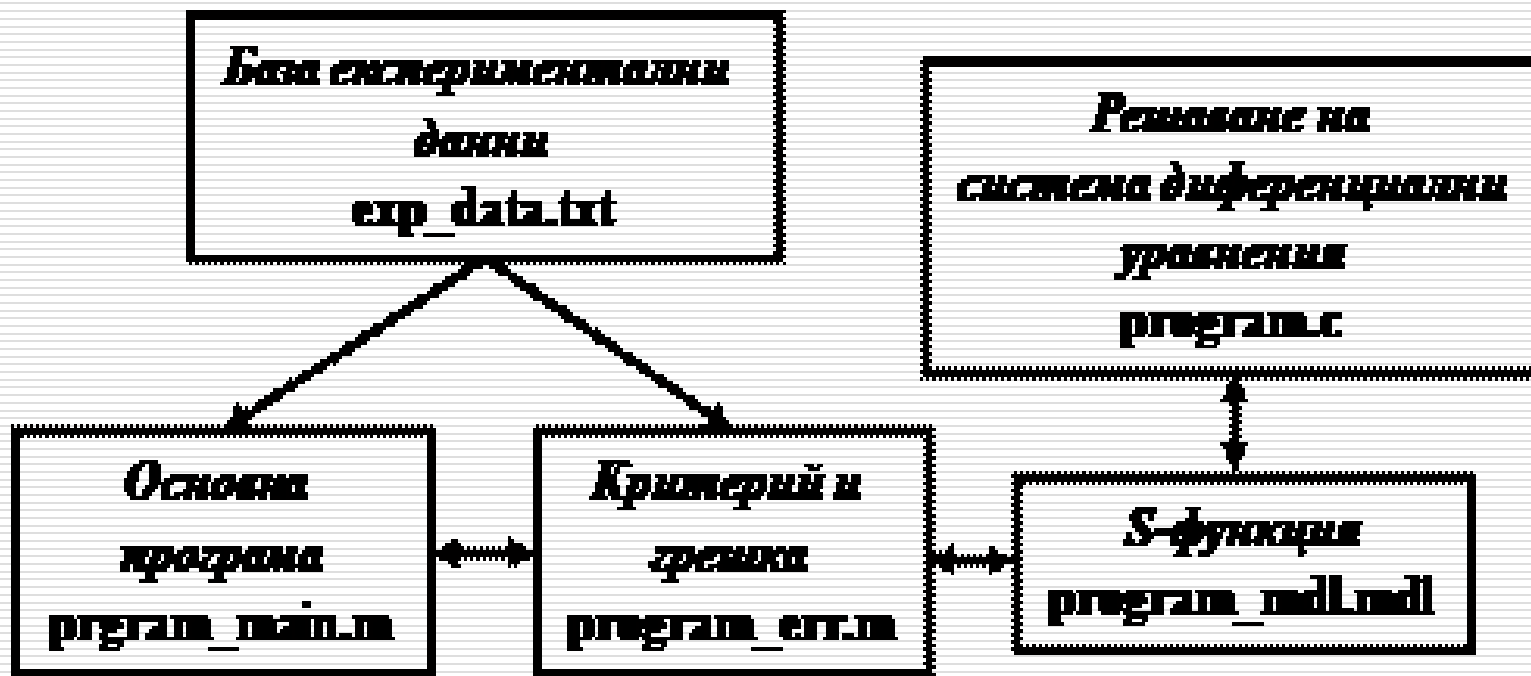 База експериментални
данни
exp_data.txt
Решаване на
система диференциални
уравнения
program.c
Основна
програма
prgram_main.m
Критерий и
грешка
program_err.m
S-функция
program_mdl.mdl